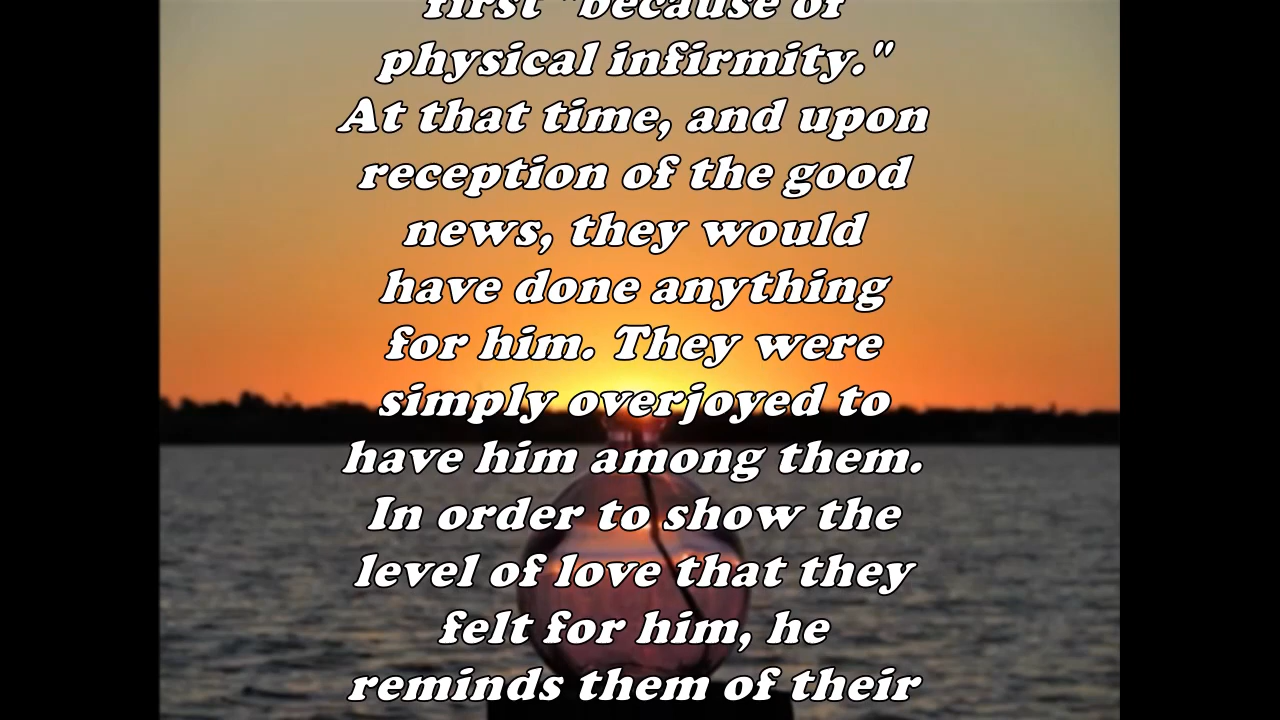 first "because of
physical infirmity."
At that time, and upon
reception of the good
news, they would
have done anything
for him. They were
simply overjoyed to
have him among them.
In order to show the
level of love that they
felt for him, he
reminds them of their